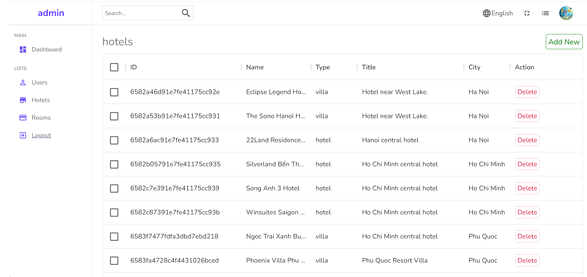 admin
Search...
English
MAIN
Dashboard
LISTS
Users
Hotels
Rooms
Logout
hotels
Add New
ID Name Type Title City Action
6582a46d91e7fe41175cc92e Eclipse Legend Ho... villa Hotel near West Lake. Ha Noi Delete
6582a53b91e7fe41175cc931 The Sono Hanoi H... villa Hotel near West Lake. Ha Noi Delete
6582a6ac91e7fe41175cc933 22Land Residence... hotel Hanoi central hotel Ha Noi Delete
6582b05791e7fe41175cc935 Silverland Bến Th... hotel Ho Chi Minh central hotel Ho Chi Minh Delete
6582c7e391e7fe41175cc939 Song Anh 3 Hotel hotel Ho Chi Minh central hotel Ho Chi Minh Delete
6582c87391e7fe41175cc93b Winsuites Saigon ... hotel Ho Chi Minh central hotel Ho Chi Minh Delete
6583f7477fdfa3dbd7ebd218 Ngoc Trai Xanh Bu... villa Ho Chi Minh central hotel Phu Quoc Delete
6583fa4728c4f4431026bced Phoenix Villa Phu ... villa Phu Quoc Resort Villa Phu Quoc Delete